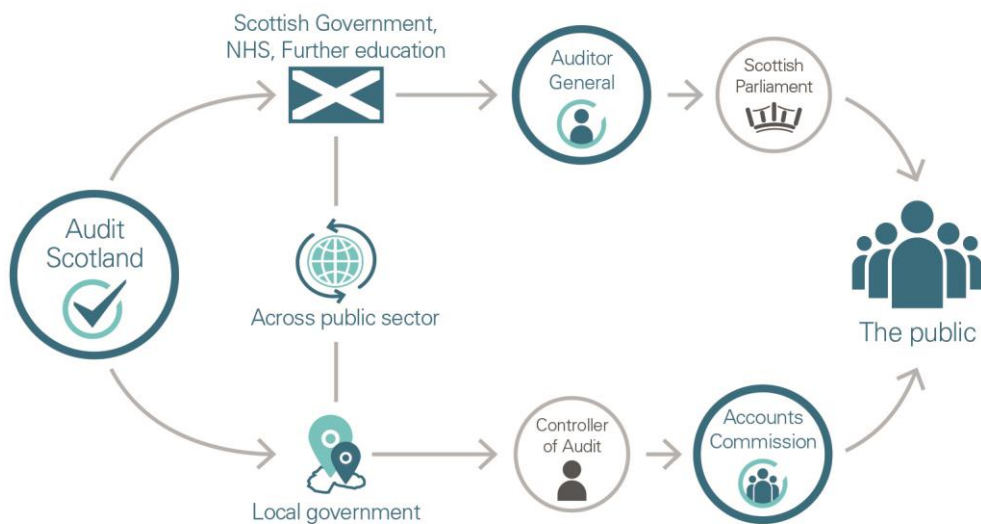 Scottish Government,
NHS, Further education
Auditor
General
Scottish
Parliament
Audit
Scotland
Across public sector
The public
Local government
Controller
of Audit
Accounts
Commission